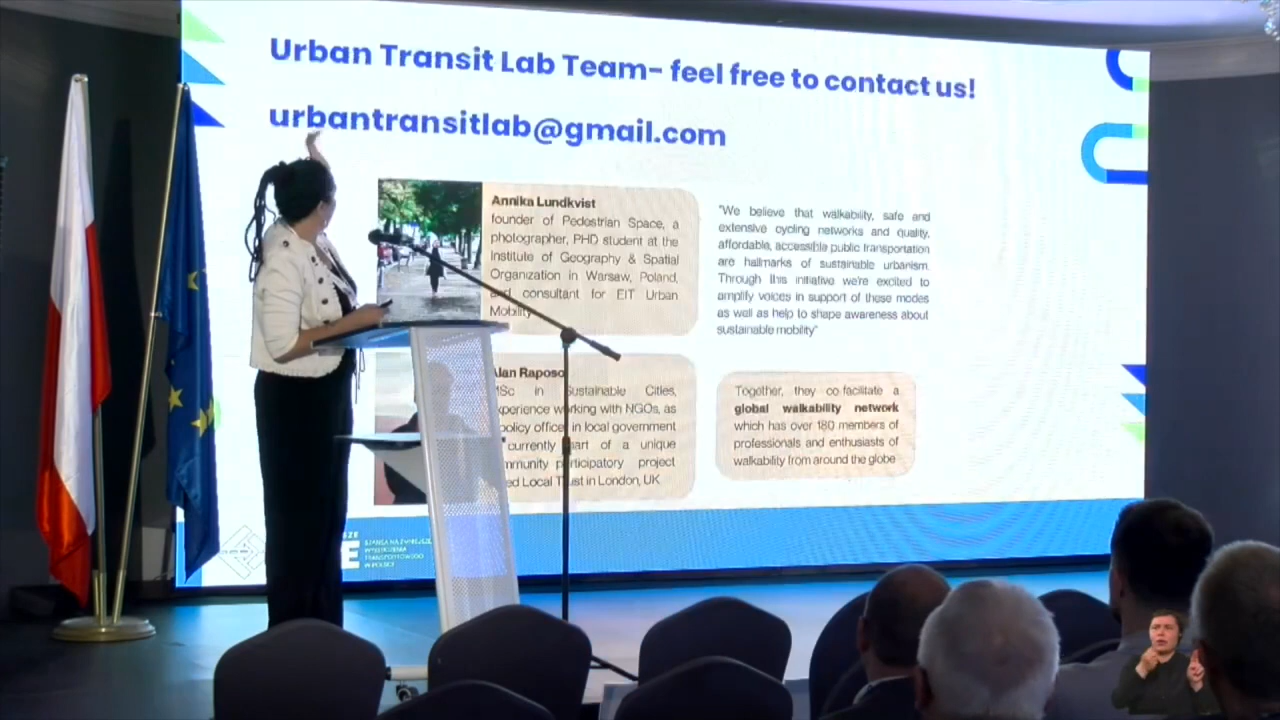 Urban Transit Lab Team- feel free to contact us!
urbantransitlab@gmail.com
Annika Lundkvist
founder of Pedestrian Space, a
photographer, PHD student at the
Institute of Geography & Spatial
Organization in Warsaw, Poland,
and consultant for EIT Urban
Mobility
"We believe that walkability, safe and
extensive cycling networks and quality,
affordable, accessible public transportation
are hallmarks of sustainable urbanism.
Through this initiative we're excited to
amplify voices in support of these modes
as well as help to shape awareness about
sustainable mobility"
Alan Raposo
MSc in Sustainable Cities,
experience working with NGOs, as
policy officer in local government
currently part of a unique
community participatory project
Local Trust in London, UK
Together, they co-facilitate a
global walkability network
which has over 180 members of
professionals and enthusiasts of
walkability from around the globe
SZANSA NA ZMNIEJSZENIE
WYKLUCZENIA
TRANSPORTOWEGO
W POLSCE